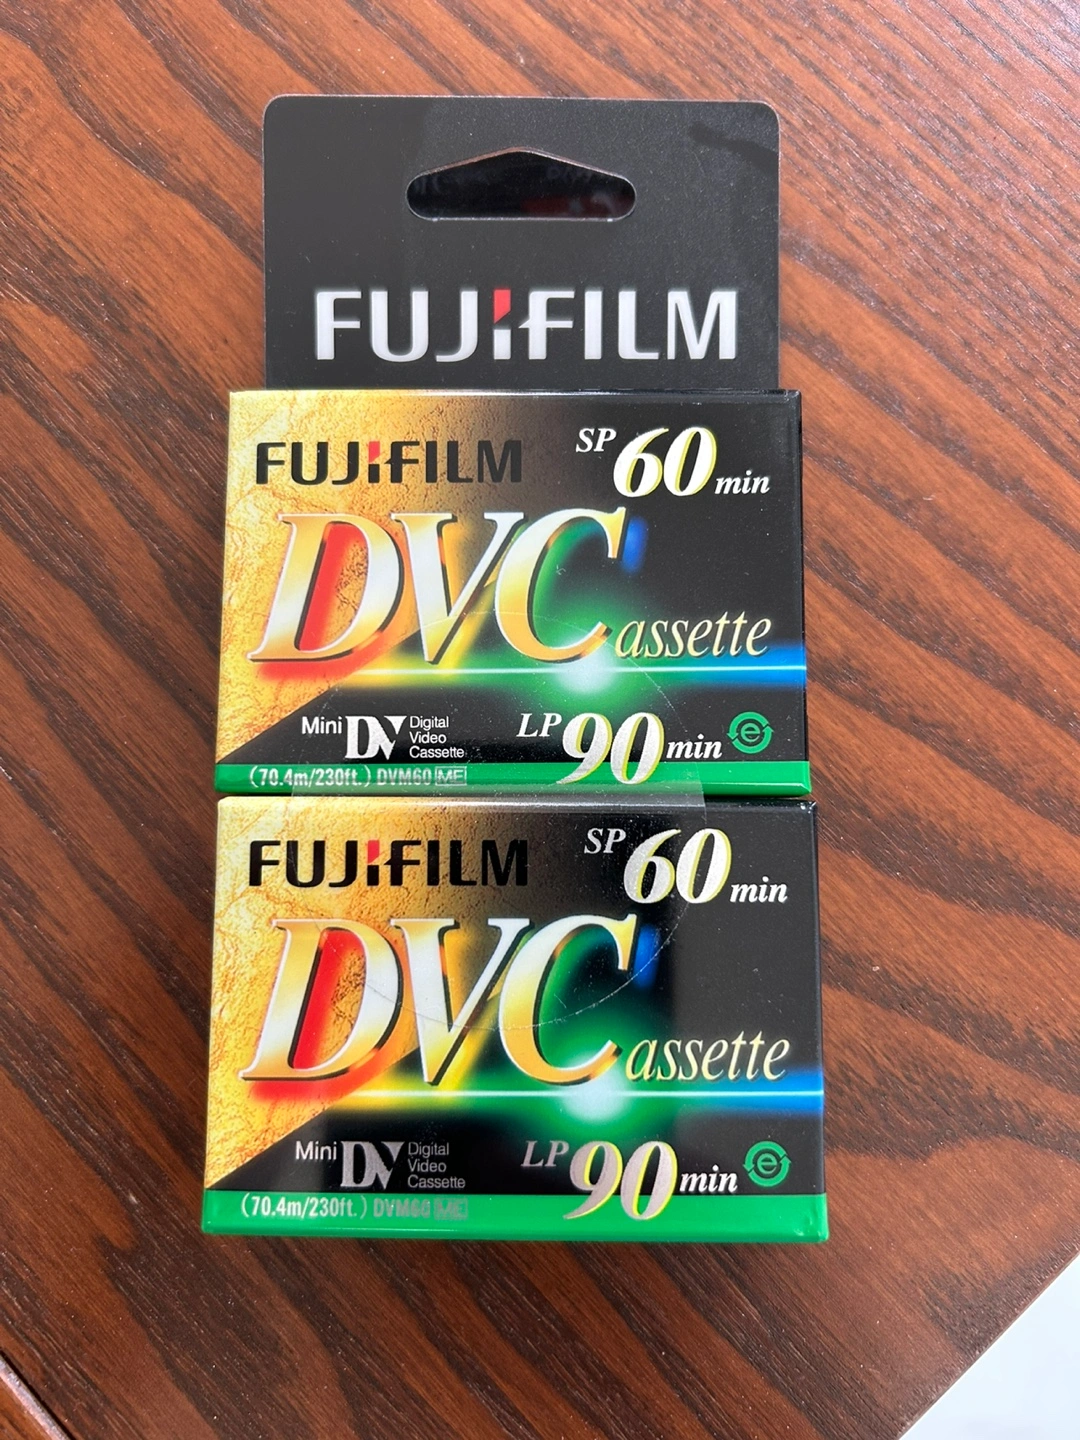 FUJIFILM
FUJIFILM
SP 60 min
DVCassette
Mini DV Digital Video Cassette
LP 90 min
e
(70.4m/230ft.) DVM60 ME
FUJIFILM
SP 60 min
DVCassette
Mini DV Digital Video Cassette
LP 90 min
e
(70.4m/230ft.) DVM60 ME